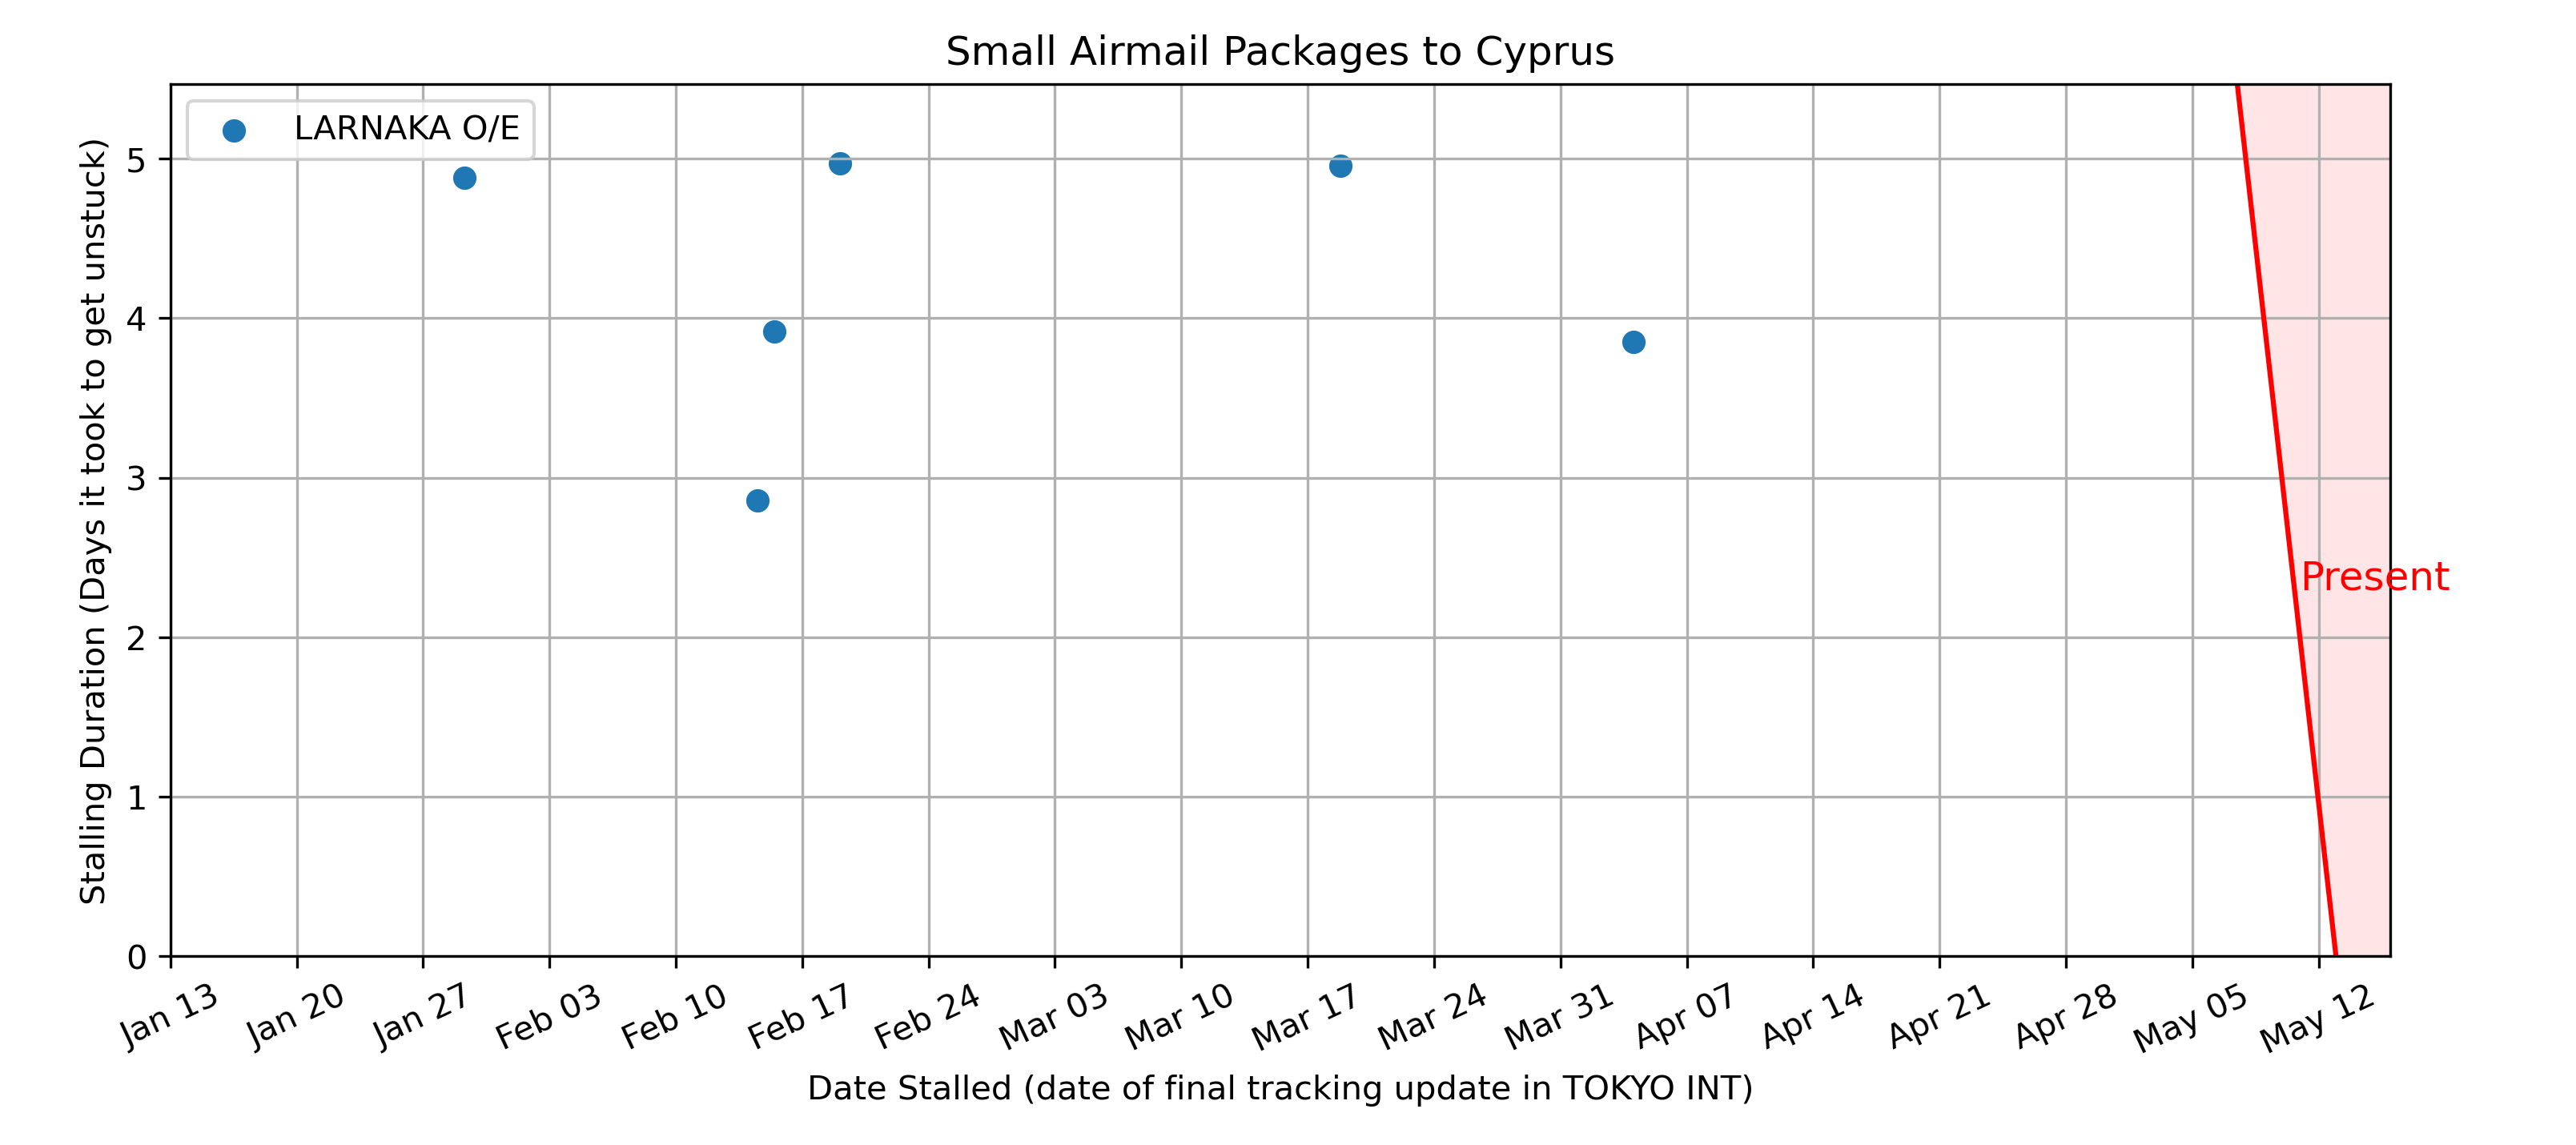 Small Airmail Packages to Cyprus
LARNAKA O/E
Stalling Duration (Days it took to get unstuck)
5
4
3
2
1
0
Present
Jan 13
Jan 20
Jan 27
Feb 03
Feb 10
Feb 17
Feb 24
Mar 03
Mar 10
Mar 17
Mar 24
Mar 31
Apr 07
Apr 14
Apr 21
Apr 28
May 05
May 12
Date Stalled (date of final tracking update in TOKYO INT)